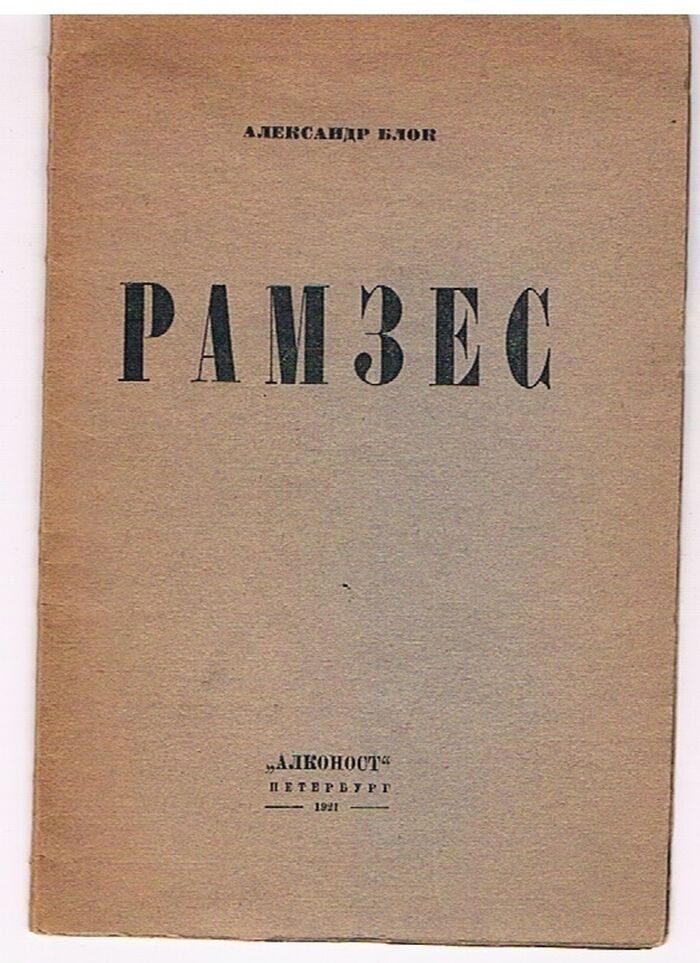 АЛЕКСАНДР БЛОК
РАМЗЕС
„АЛКОНОСТ“
ПЕТЕРБУРГ
1921